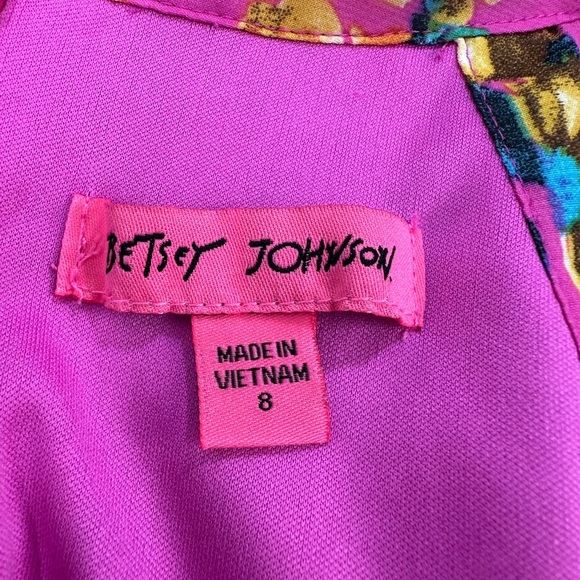 BETSEY JOHNSON.
MADE IN
VIETNAM
8